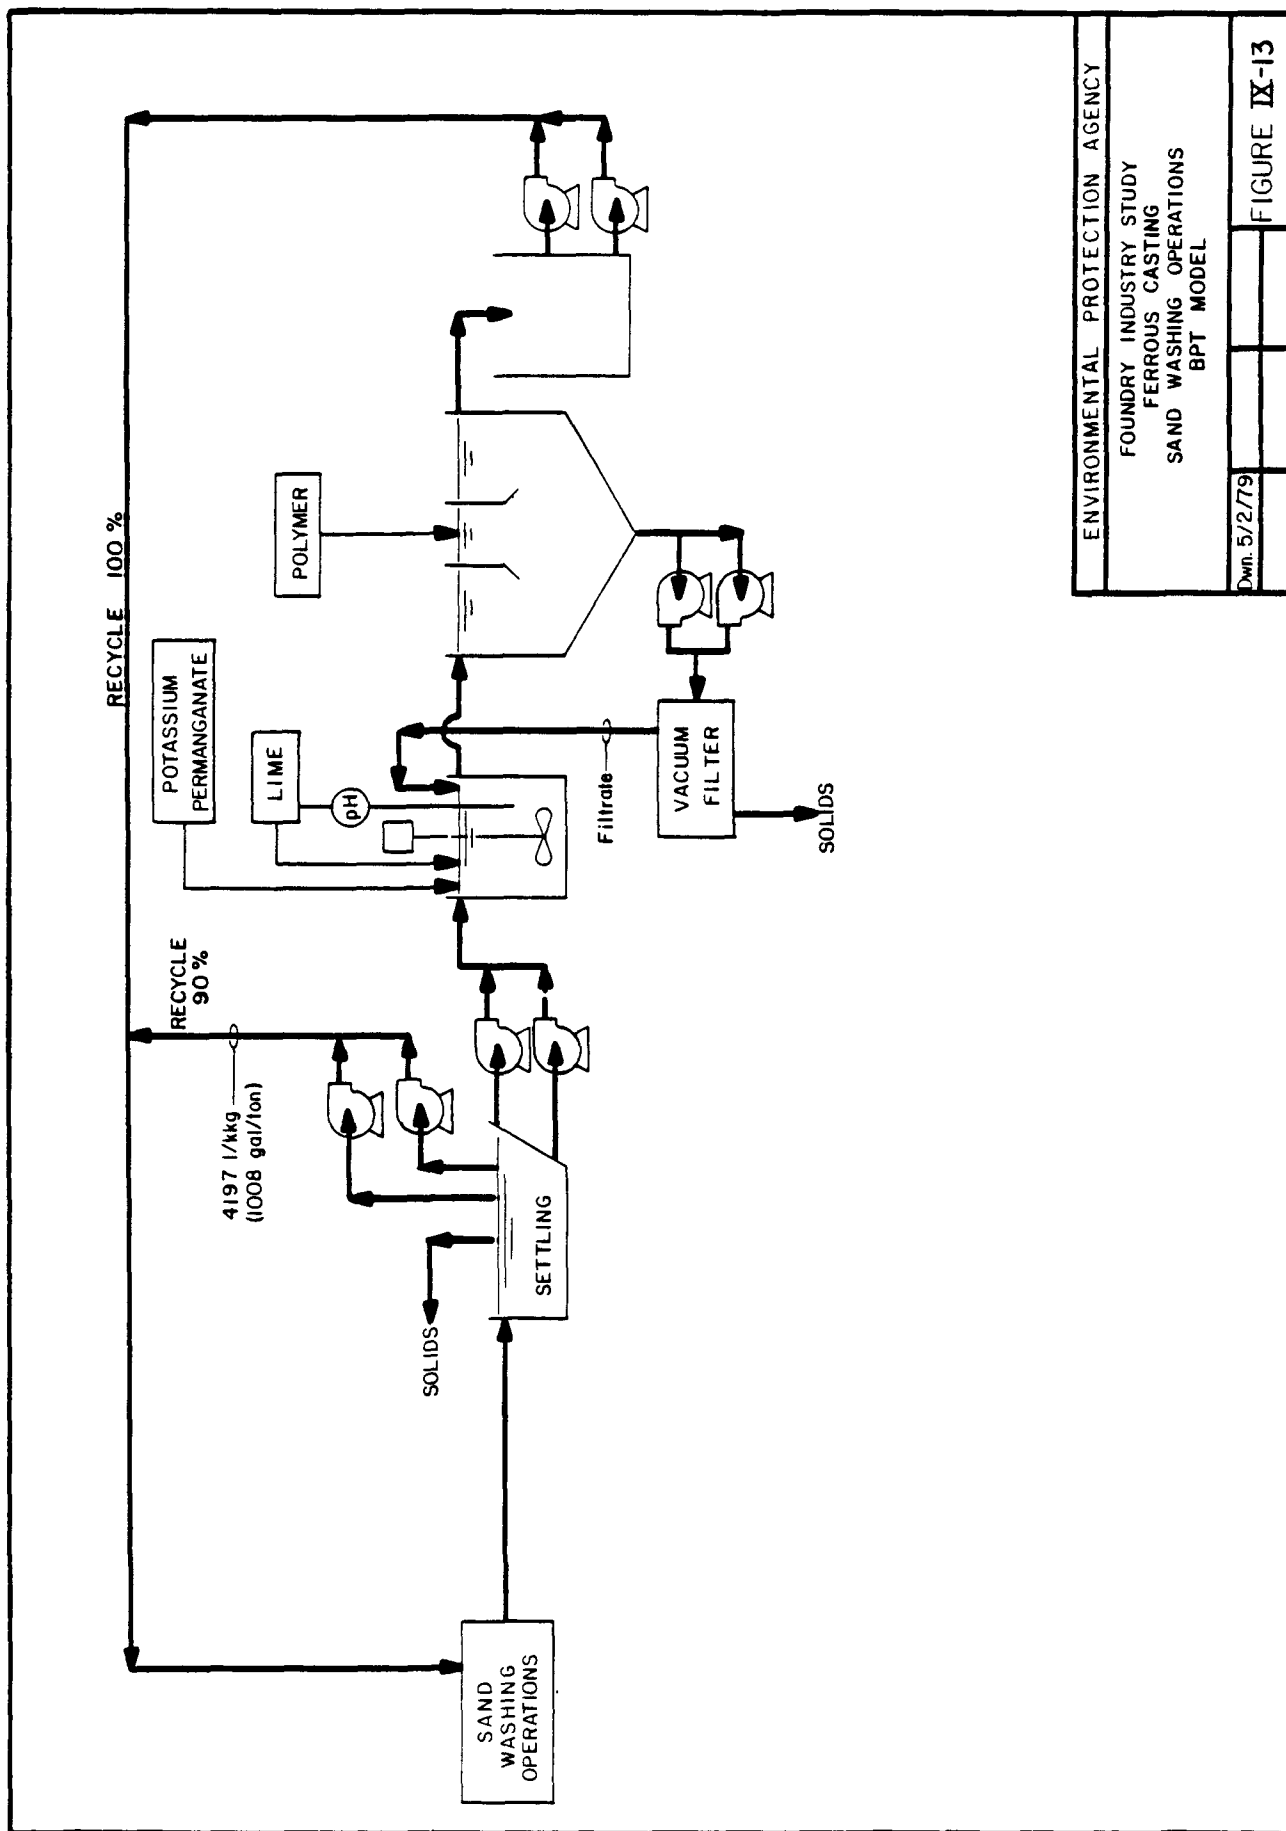 RECYCLE 100 %
RECYCLE
90 %
4197 l/kkg
(1008 gal/ton)
POTASSIUM
PERMANGANATE
LIME
pH
POLYMER
SOLIDS
SETTLING
SAND
WASHING
OPERATIONS
Filtrate
VACUUM
FILTER
SOLIDS
ENVIRONMENTAL PROTECTION AGENCY
FOUNDRY INDUSTRY STUDY
FERROUS CASTING
SAND WASHING OPERATIONS
BPT MODEL
Dwn. 5/2/79
FIGURE IX-13